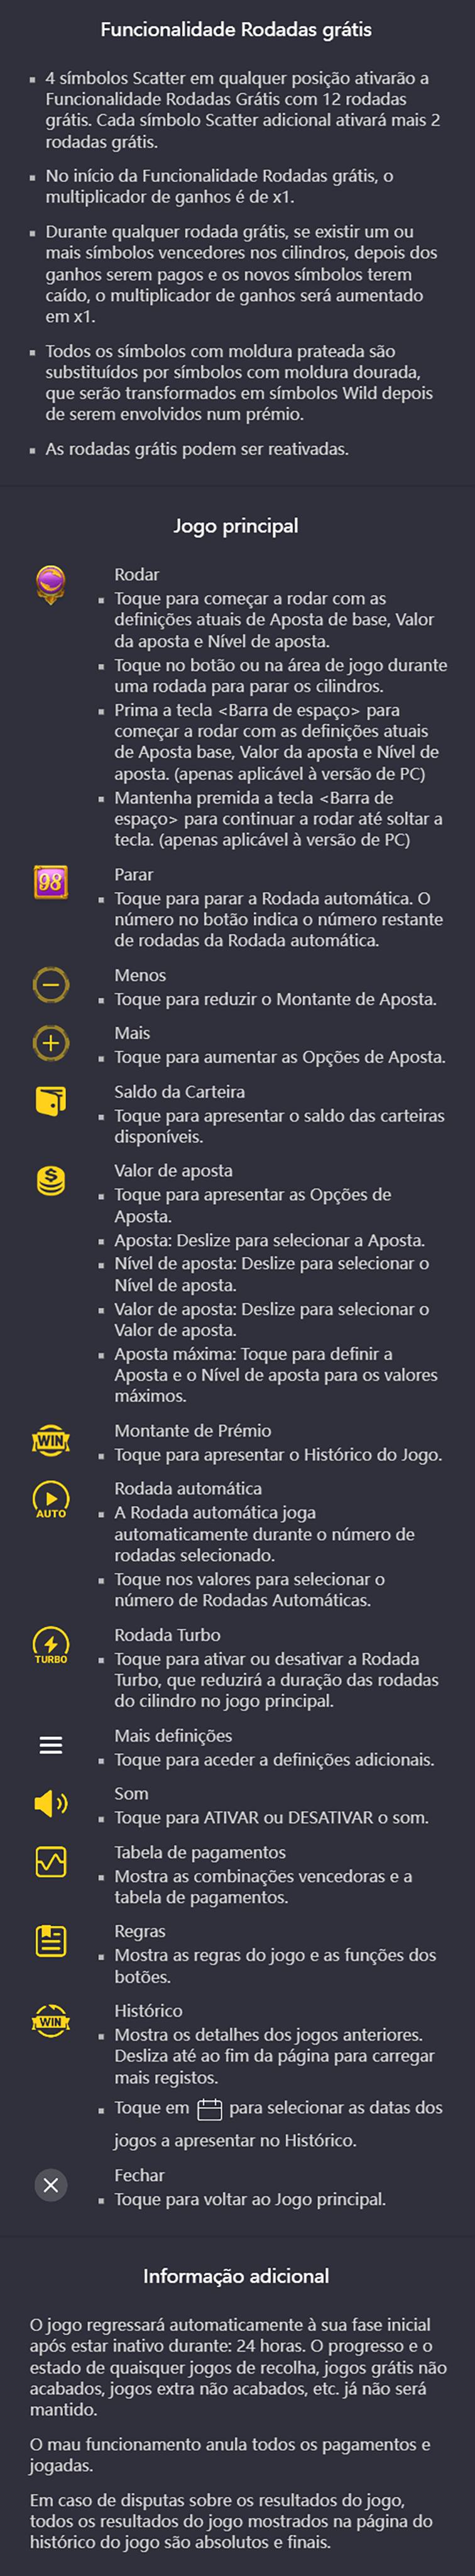 Funcionalidade Rodadas grátis
4 símbolos Scatter em qualquer posição ativarão a
Funcionalidade Rodadas Grátis com 12 rodadas
grátis. Cada símbolo Scatter adicional ativará mais 2
rodadas grátis.
No início da Funcionalidade Rodadas grátis, o
multiplicador de ganhos é de x1.
Durante qualquer rodada grátis, se existir um ou
mais símbolos vencedores nos cilindros, depois dos
ganhos serem pagos e os novos símbolos terem
caído, o multiplicador de ganhos será aumentado
em x1.
Todos os símbolos com moldura prateada são
substituídos por símbolos com moldura dourada,
que serão transformados em símbolos Wild depois
de serem envolvidos num prémio.
As rodadas grátis podem ser reativadas.
Jogo principal
Rodar
Toque para começar a rodar com as
definições atuais de Aposta de base, Valor
da aposta e Nível de aposta.
Toque no botão ou na área de jogo durante
uma rodada para parar os cilindros.
Prima a tecla <Barra de espaço> para
começar a rodar com as definições atuais
de Aposta base, Valor da aposta e Nível de
aposta. (apenas aplicável à versão de PC)
Mantenha premida a tecla <Barra de
espaço> para continuar a rodar até soltar a
tecla. (apenas aplicável à versão de PC)
98
Parar
Toque para parar a Rodada automática. O
número no botão indica o número restante
de rodadas da Rodada automática.
Menos
Toque para reduzir o Montante de Aposta.
Mais
Toque para aumentar as Opções de Aposta.
Saldo da Carteira
Toque para apresentar o saldo das carteiras
disponíveis.
Valor de aposta
Toque para apresentar as Opções de
Aposta.
Aposta: Deslize para selecionar a Aposta.
Nível de aposta: Deslize para selecionar o
Nível de aposta.
Valor de aposta: Deslize para selecionar o
Valor de aposta.
Aposta máxima: Toque para definir a
Aposta e o Nível de aposta para os valores
máximos.
WIN
Montante de Prémio
Toque para apresentar o Histórico do Jogo.
AUTO
Rodada automática
A Rodada automática joga
automaticamente durante o número de
rodadas selecionado.
Toque nos valores para selecionar o
número de Rodadas Automáticas.
TURBO
Rodada Turbo
Toque para ativar ou desativar a Rodada
Turbo, que reduzirá a duração das rodadas
do cilindro no jogo principal.
Mais definições
Toque para aceder a definições adicionais.
Som
Toque para ATIVAR ou DESATIVAR o som.
Tabela de pagamentos
Mostra as combinações vencedoras e a
tabela de pagamentos.
Regras
Mostra as regras do jogo e as funções dos
botões.
WIN
Histórico
Mostra os detalhes dos jogos anteriores.
Desliza até ao fim da página para carregar
mais registos.
Toque em para selecionar as datas dos
jogos a apresentar no Histórico.
Fechar
Toque para voltar ao Jogo principal.
Informação adicional
O jogo regressará automaticamente à sua fase inicial
após estar inativo durante: 24 horas. O progresso e o
estado de quaisquer jogos de recolha, jogos grátis não
acabados, jogos extra não acabados, etc. já não será
mantido.
O mau funcionamento anula todos os pagamentos e
jogadas.
Em caso de disputas sobre os resultados do jogo,
todos os resultados do jogo mostrados na página do
histórico do jogo são absolutos e finais.